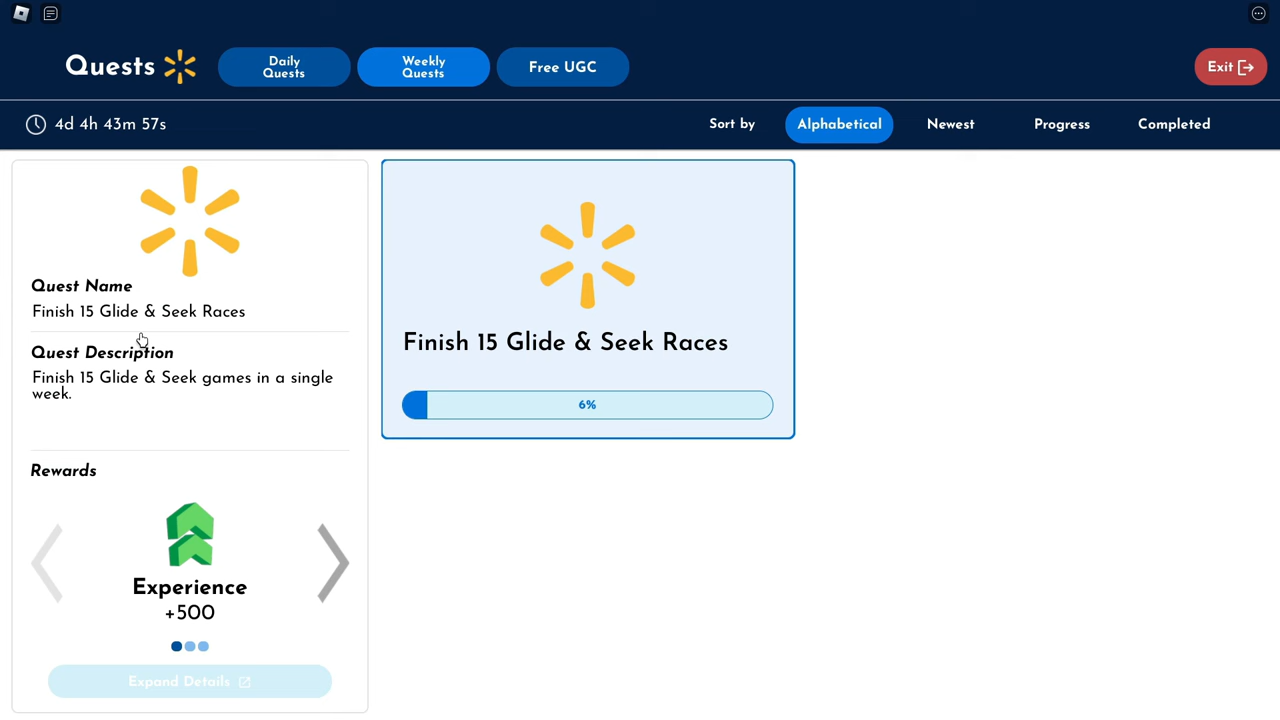 Quests
Daily
Quests
Weekly
Quests
Free UGC
Exit
4d 4h 43m 57s
Sort by
Alphabetical
Newest
Progress
Completed
Quest Name
Finish 15 Glide & Seek Races
Quest Description
Finish 15 Glide & Seek games in a single
week.
Rewards
Experience
+500
Expand Details
Finish 15 Glide & Seek Races
6%